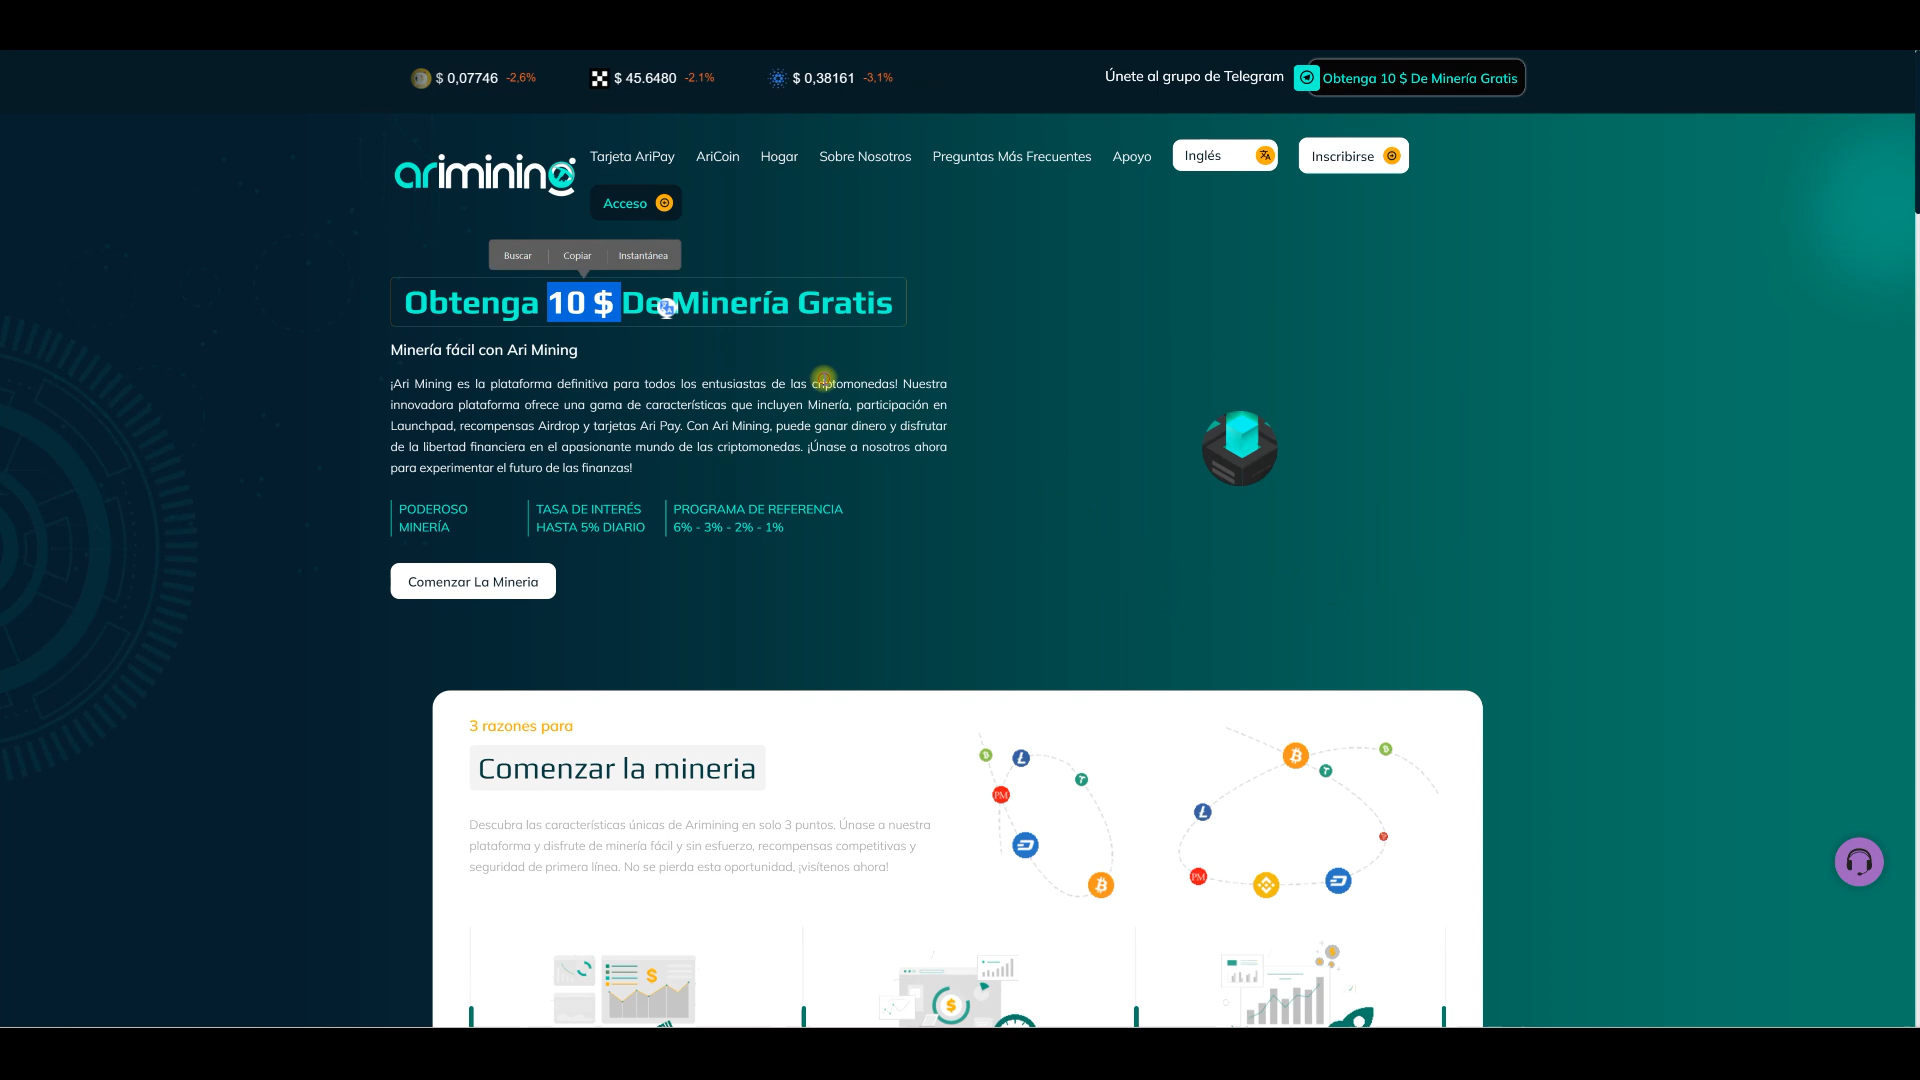 $ 0,07746 -2,6%
$ 45.6480 -2.1%
$ 0,38161 -3,1%
Únete al grupo de Telegram
Obtenga 10 $ De Minería Gratis
arimining
Tarjeta AriPay
AriCoin
Hogar
Sobre Nosotros
Preguntas Más Frecuentes
Apoyo
Inglés
Inscribirse
Acceso
Buscar
Copiar
Instantánea
Obtenga 10 $ De Minería Gratis
Minería fácil con Ari Mining
¡Ari Mining es la plataforma definitiva para todos los entusiastas de las criptomonedas! Nuestra
innovadora plataforma ofrece una gama de características que incluyen Minería, participación en
Launchpad, recompensas Airdrop y tarjetas Ari Pay. Con Ari Mining, puede ganar dinero y disfrutar
de la libertad financiera en el apasionante mundo de las criptomonedas. ¡Únase a nosotros ahora
para experimentar el futuro de las finanzas!
PODEROSO
MINERÍA
TASA DE INTERÉS
HASTA 5% DIARIO
PROGRAMA DE REFERENCIA
6% - 3% - 2% - 1%
Comenzar La Mineria
3 razones para
Comenzar la mineria
Descubra las características únicas de Arimining en solo 3 puntos. Únase a nuestra
plataforma y disfrute de minería fácil y sin esfuerzo, recompensas competitivas y
seguridad de primera línea. No se pierda esta oportunidad, ¡visítenos ahora!
PM
PM